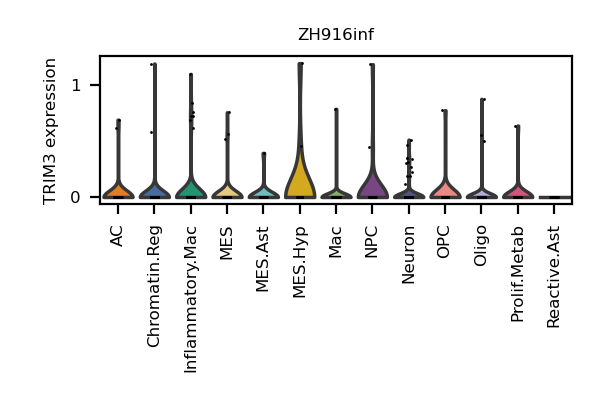 ZH916inf
TRIM3 expression
1
0
AC
Chromatin.Reg
Inflammatory.Mac
MES
MES.Ast
MES.Hyp
Mac
NPC
Neuron
OPC
Oligo
Prolif.Metab
Reactive.Ast